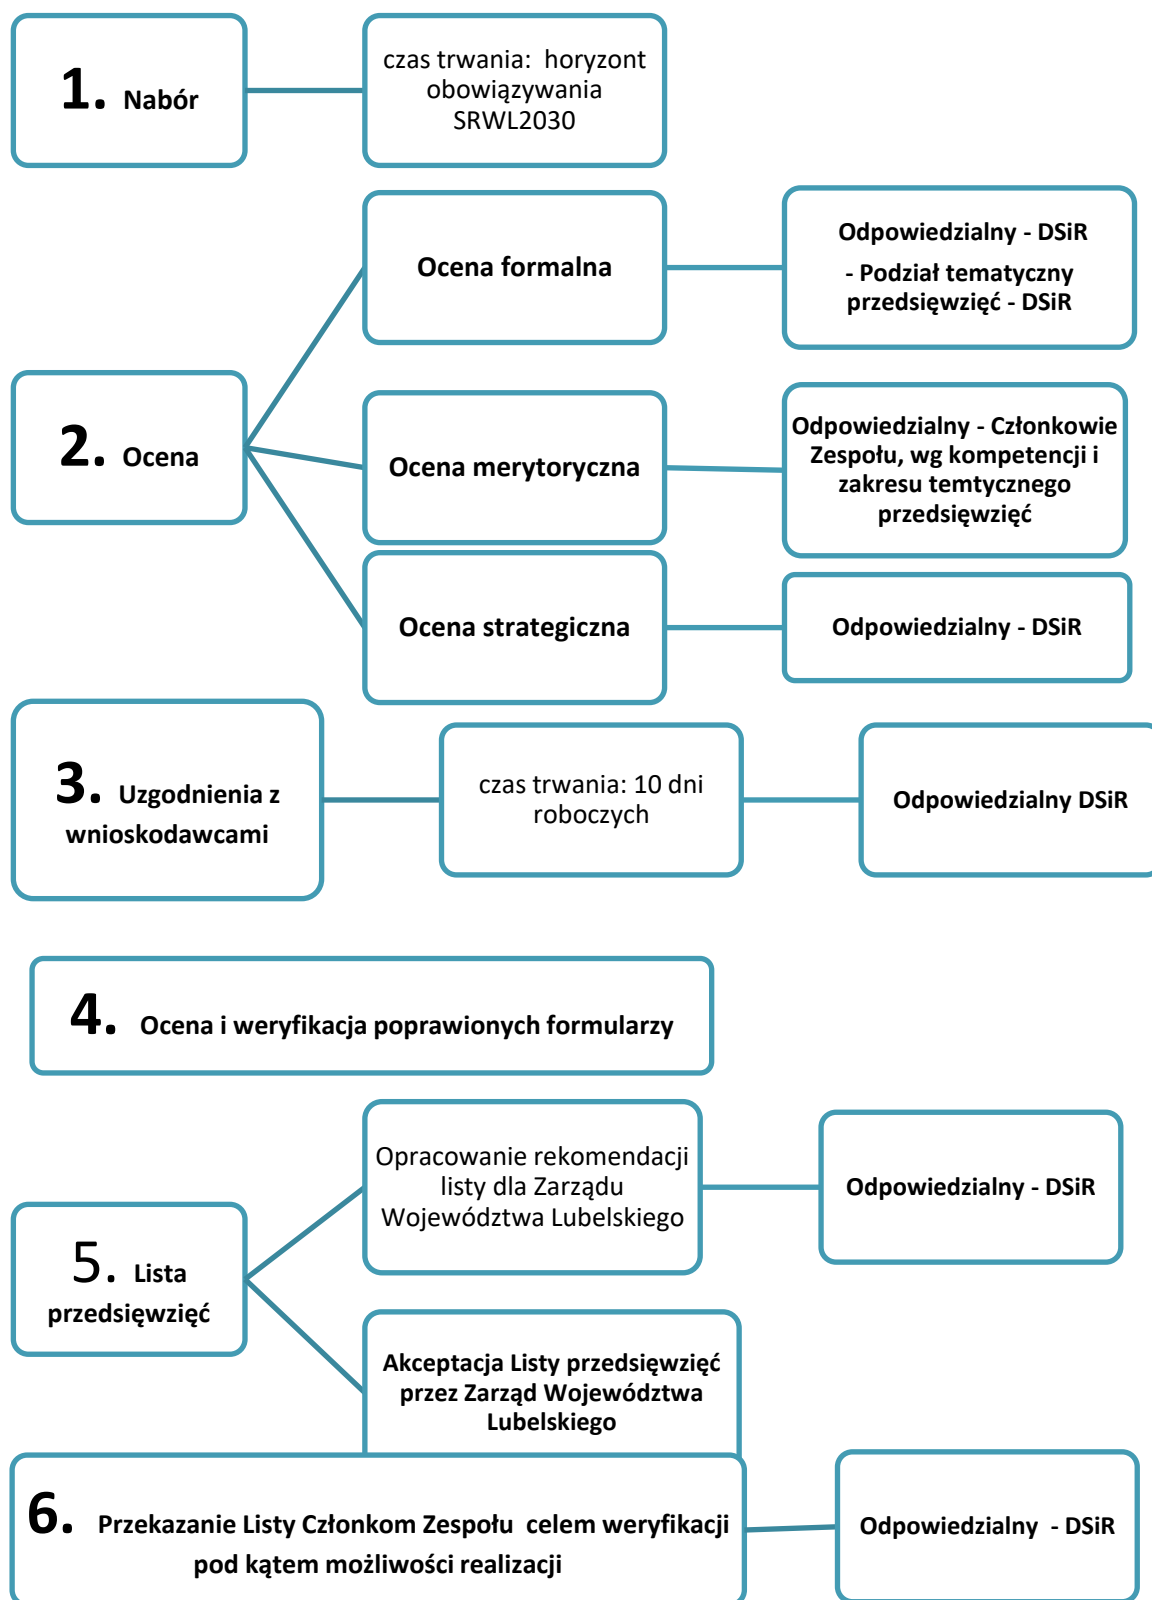 1. Nabór
czas trwania: horyzont
obowiązywania
SRWL2030
2. Ocena
Ocena formalna
Odpowiedzialny - DSiR
- Podział tematyczny
przedsięwzięć - DSiR
Ocena merytoryczna
Odpowiedzialny - Członkowie
Zespołu, wg kompetencji i
zakresu temtycznego
przedsięwzięć
Ocena strategiczna
Odpowiedzialny - DSiR
3. Uzgodnienia z
wnioskodawcami
czas trwania: 10 dni
roboczych
Odpowiedzialny DSiR
4. Ocena i weryfikacja poprawionych formularzy
5. Lista
przedsięwzięć
Opracowanie rekomendacji
listy dla Zarządu
Województwa Lubelskiego
Odpowiedzialny - DSiR
Akceptacja Listy przedsięwzięć
przez Zarząd Województwa
Lubelskiego
6. Przekazanie Listy Członkom Zespołu celem weryfikacji
pod kątem możliwości realizacji
Odpowiedzialny - DSiR